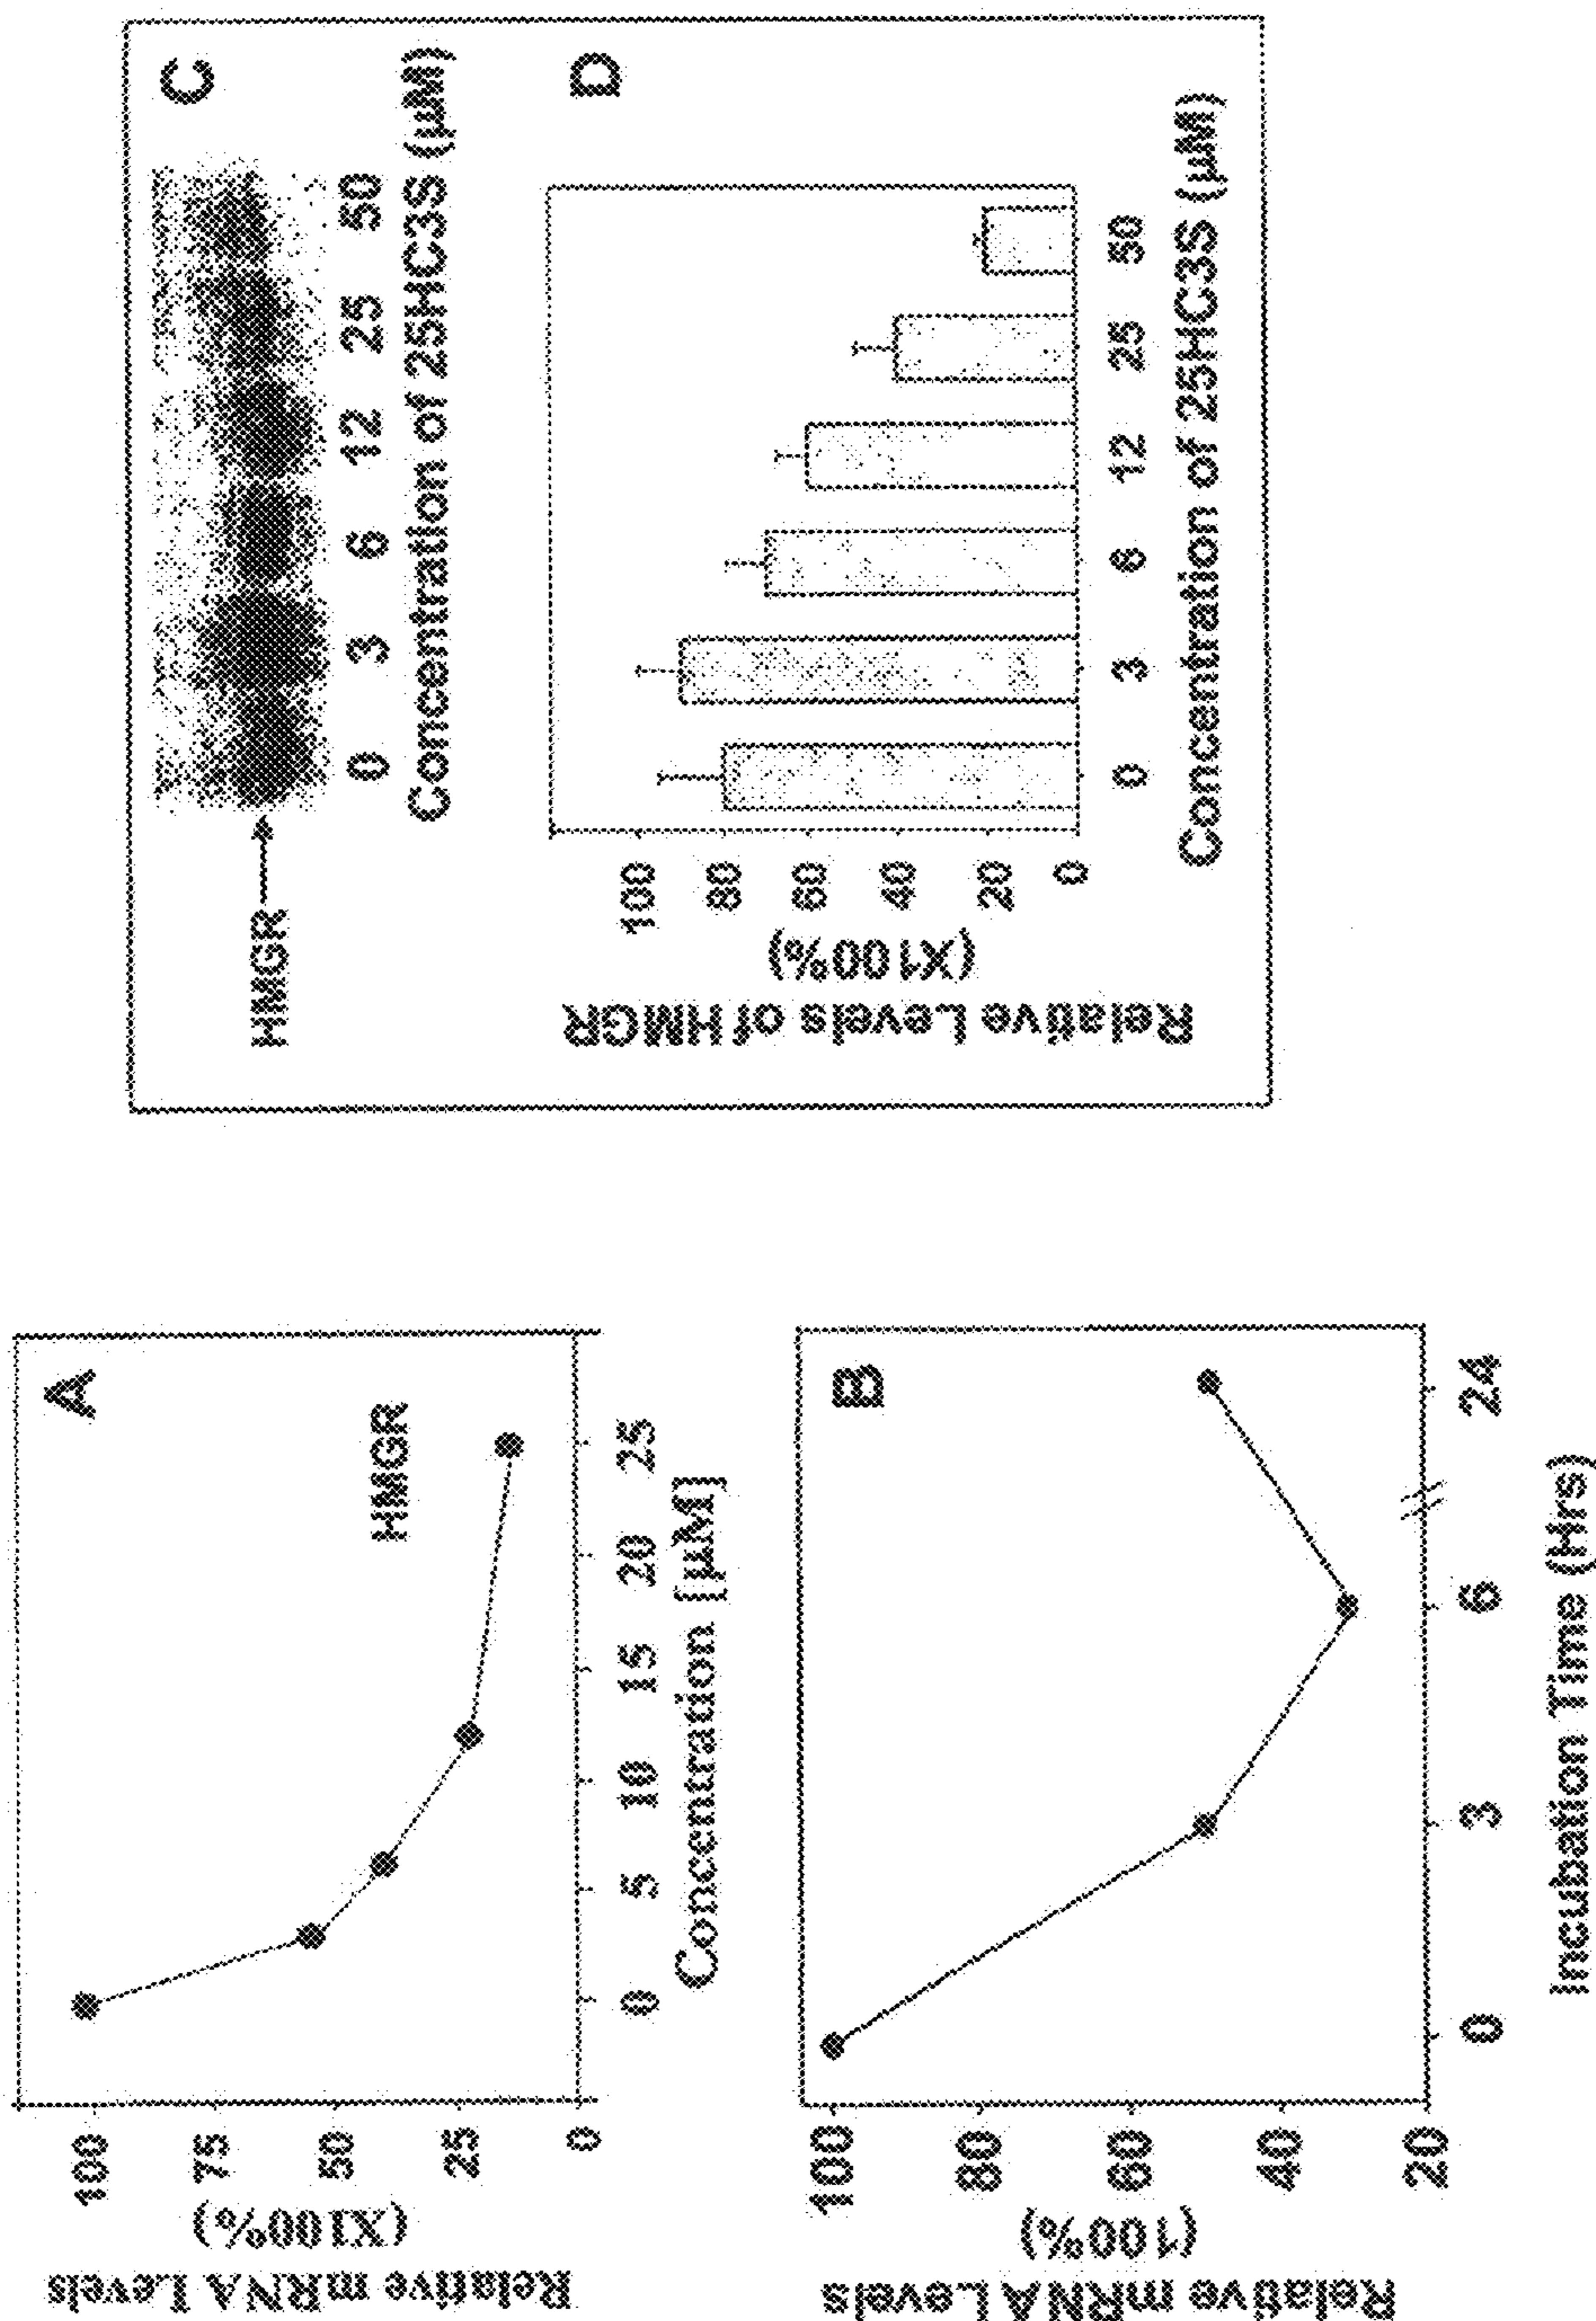 A
HMGR
100
75
50
25
0
Relative mRNA Levels
(X100%)
0 5 10 15 20 25
Concentration [µM]
B
100
80
60
40
20
Relative mRNA Levels
(100%)
0 3 6 24
Incubation Time (Hrs)
C
HMGR
0 3 6 12 25 50
Concentration of 25HC3S (µM)
D
100
80
60
40
20
0
Relative Levels of HMGR
(X100%)
0 3 6 12 25 50
Concentration of 25HC3S (µM)